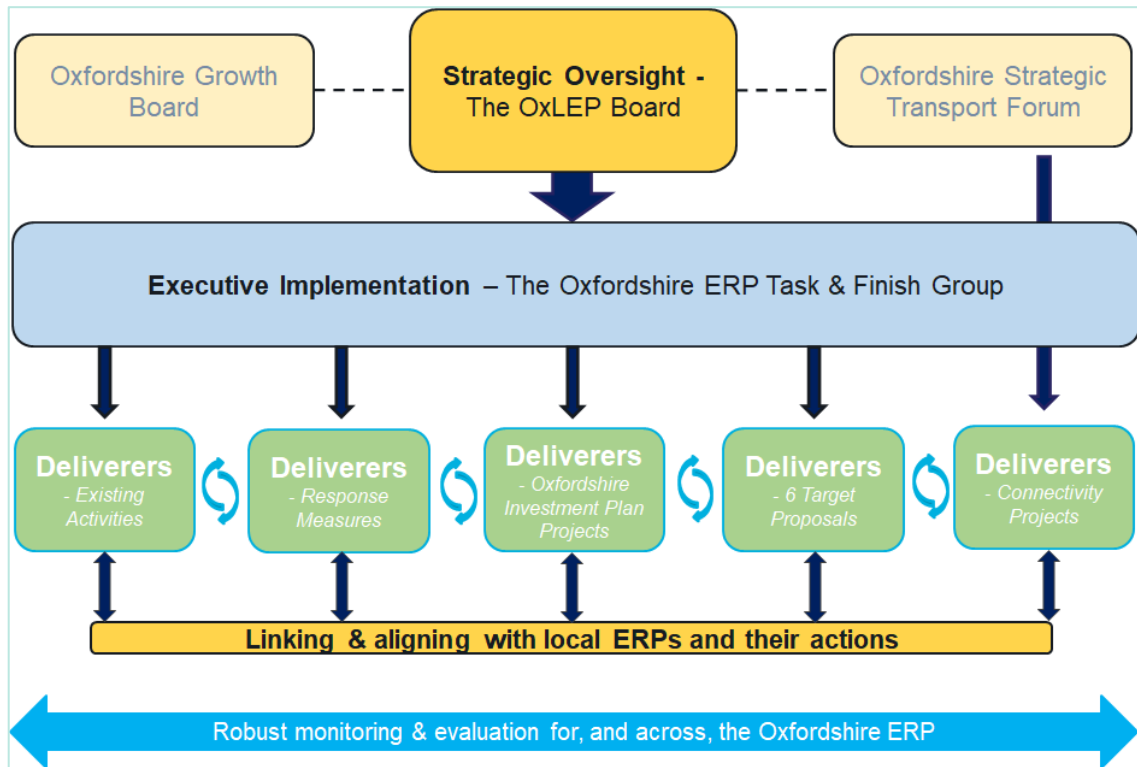 Oxfordshire Growth
Board
Strategic Oversight -
The OxLEP Board
Oxfordshire Strategic
Transport Forum
Executive Implementation – The Oxfordshire ERP Task & Finish Group
Deliverers
- Existing
Activities
Deliverers
- Response
Measures
Deliverers
- Oxfordshire
Investment Plan
Projects
Deliverers
- 6 Target
Proposals
Deliverers
- Connectivity
Projects
Linking & aligning with local ERPs and their actions
Robust monitoring & evaluation for, and across, the Oxfordshire ERP